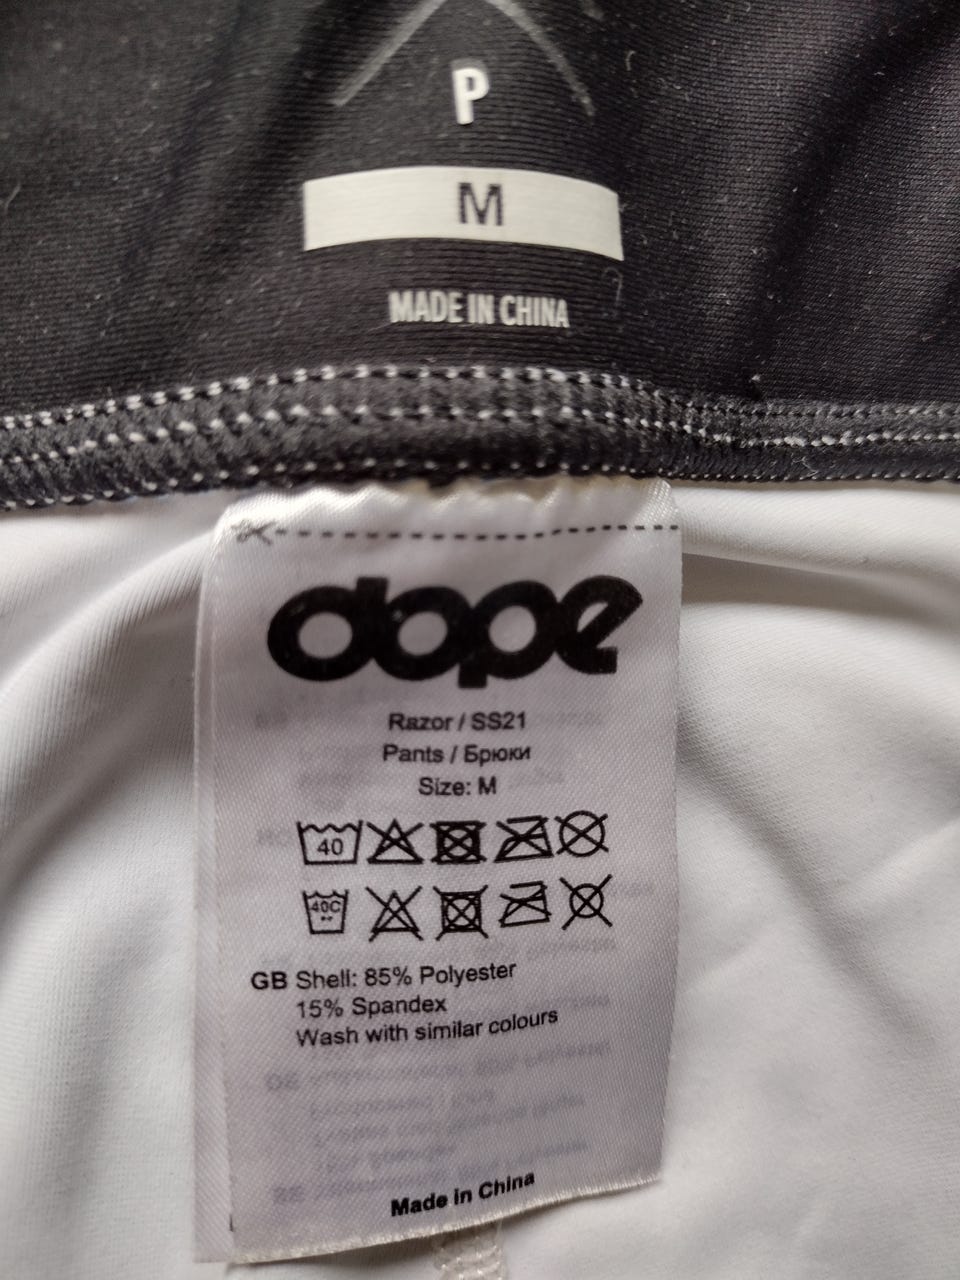 P
M
MADE IN CHINA
dope
Razor / SS21
Pants / Брюки
Size: M
40
40C
GB Shell: 85% Polyester
15% Spandex
Wash with similar colours
Made in China